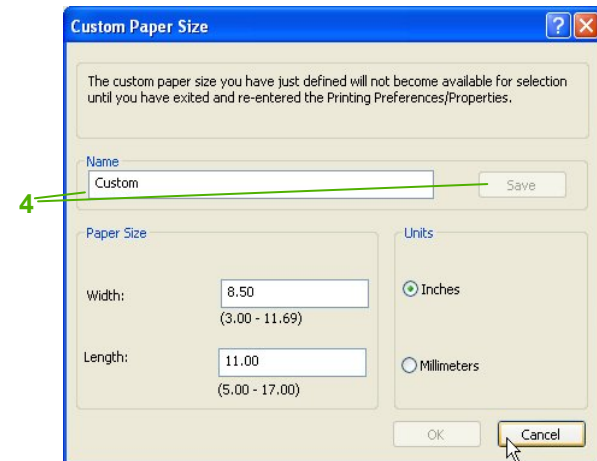 Custom Paper Size
The custom paper size you have just defined will not become available for selection
until you have exited and re-entered the Printing Preferences/Properties.
Name
Custom
Save
4
Paper Size
Units
Width:
8.50
Inches
(3.00 - 11.69)
Length:
11.00
Millimeters
(5.00 - 17.00)
OK
Cancel